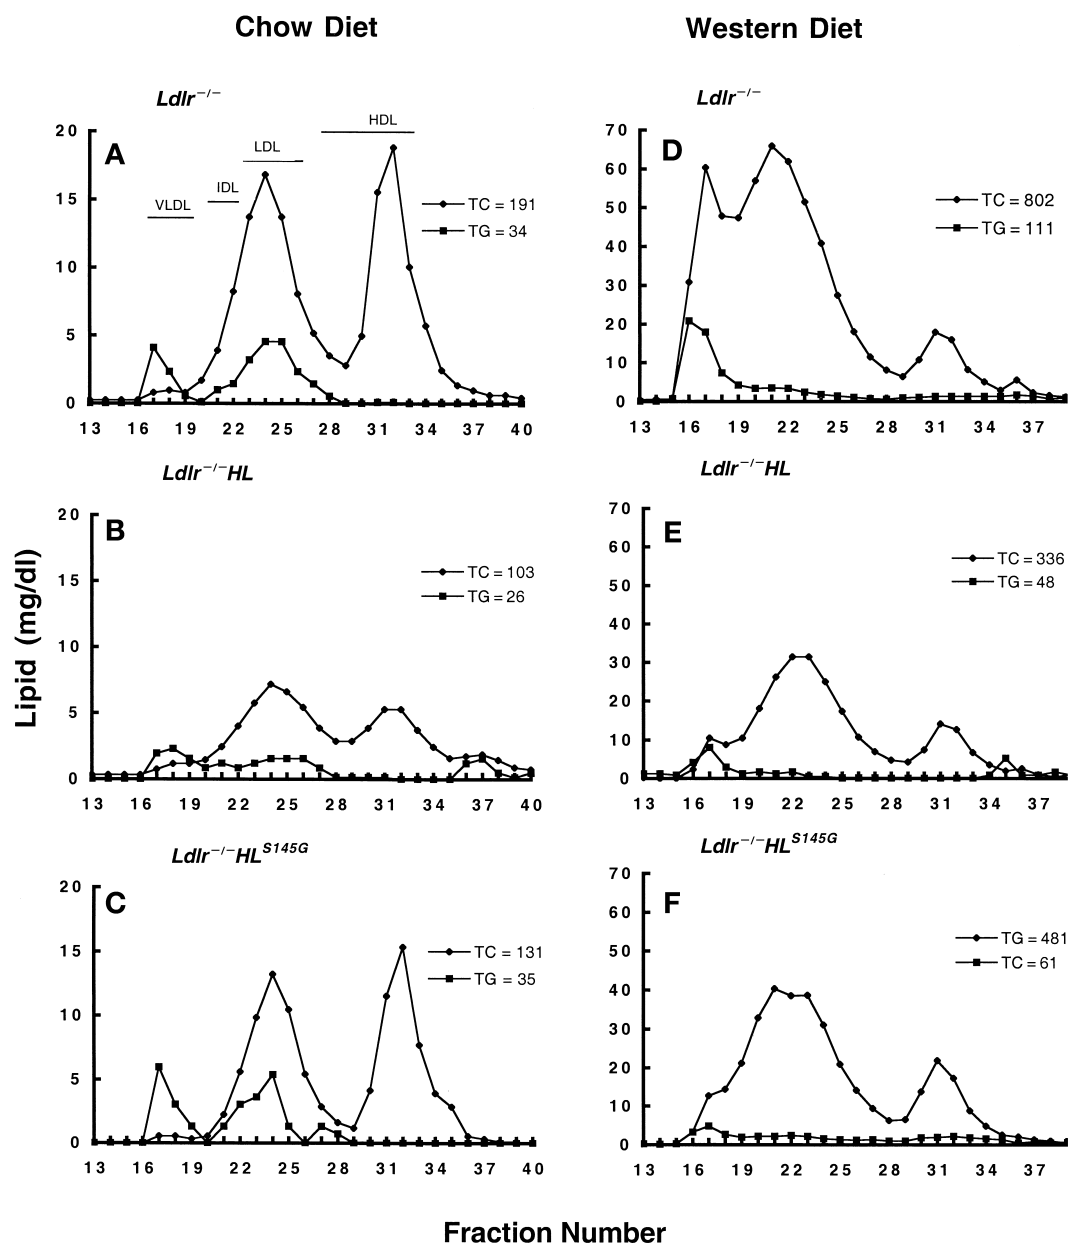 Chow Diet
Western Diet
Ldlr−/−
A
VLDL
IDL
LDL
HDL
TC = 191
TG = 34
20
15
10
5
0
13 16 19 22 25 28 31 34 37 40
Ldlr−/−
D
TC = 802
TG = 111
70
60
50
40
30
20
10
0
13 16 19 22 25 28 31 34 37
Ldlr−/−HL
B
TC = 103
TG = 26
20
15
10
5
0
13 16 19 22 25 28 31 34 37 40
Ldlr−/−HL
E
TC = 336
TG = 48
70
60
50
40
30
20
10
0
13 16 19 22 25 28 31 34 37
Ldlr−/−HL S145G
C
TC = 131
TG = 35
20
15
10
5
0
13 16 19 22 25 28 31 34 37 40
Ldlr−/−HL S145G
F
TG = 481
TC = 61
70
60
50
40
30
20
10
0
13 16 19 22 25 28 31 34 37
Lipid (mg/dl)
Fraction Number